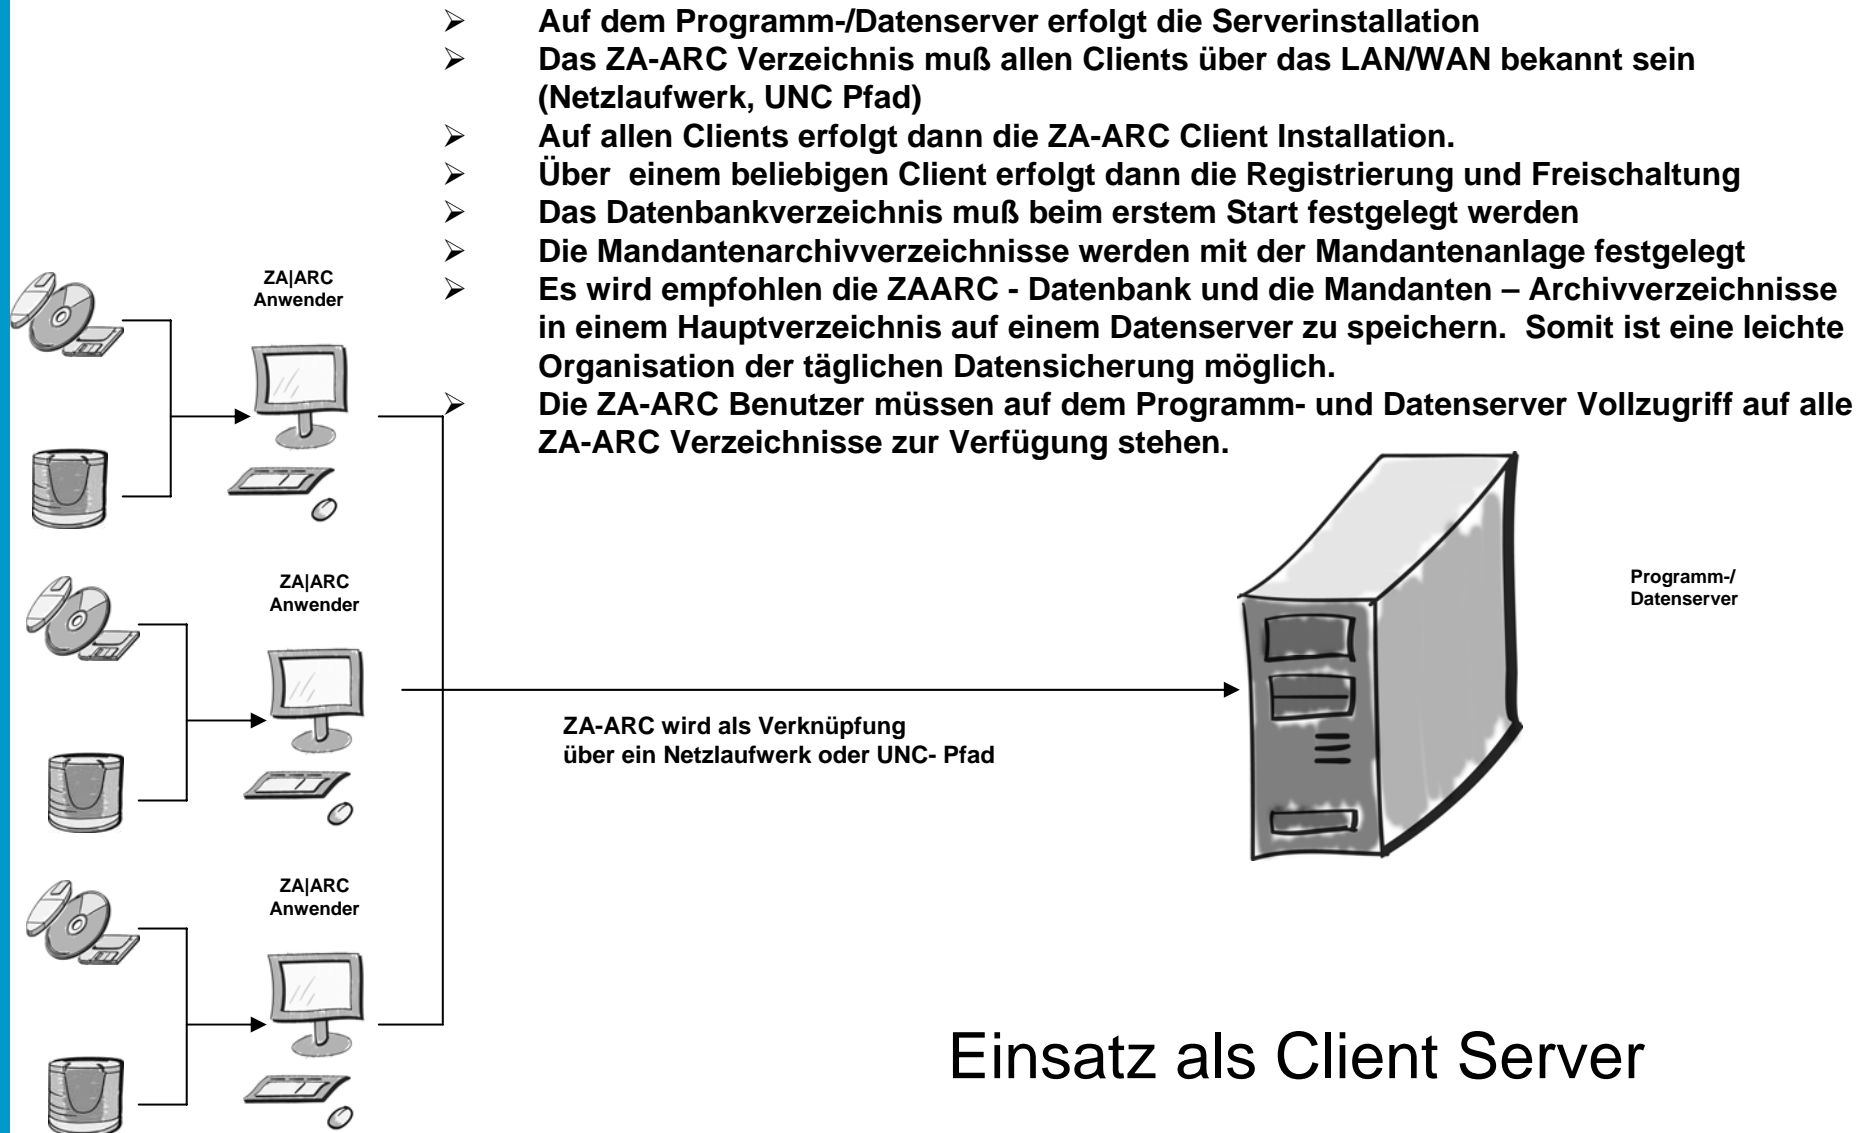 ➢ Auf dem Programm-/Datenserver erfolgt die Serverinstallation
➢ Das ZA-ARC Verzeichnis muß allen Clients über das LAN/WAN bekannt sein
(Netzlaufwerk, UNC Pfad)
➢ Auf allen Clients erfolgt dann die ZA-ARC Client Installation.
➢ Über  einem beliebigen Client erfolgt dann die Registrierung und Freischaltung
➢ Das Datenbankverzeichnis muß beim erstem Start festgelegt werden
➢ Die Mandantenarchivverzeichnisse werden mit der Mandantenanlage festgelegt
➢ Es wird empfohlen die ZAARC - Datenbank und die Mandanten – Archivverzeichnisse
in einem Hauptverzeichnis auf einem Datenserver zu speichern.  Somit ist eine leichte
Organisation der täglichen Datensicherung möglich.
➢ Die ZA-ARC Benutzer müssen auf dem Programm- und Datenserver Vollzugriff auf alle
ZA-ARC Verzeichnisse zur Verfügung stehen.
ZA|ARC
Anwender
ZA|ARC
Anwender
Programm-/
Datenserver
ZA-ARC wird als Verknüpfung
über ein Netzlaufwerk oder UNC- Pfad
ZA|ARC
Anwender
Einsatz als Client Server